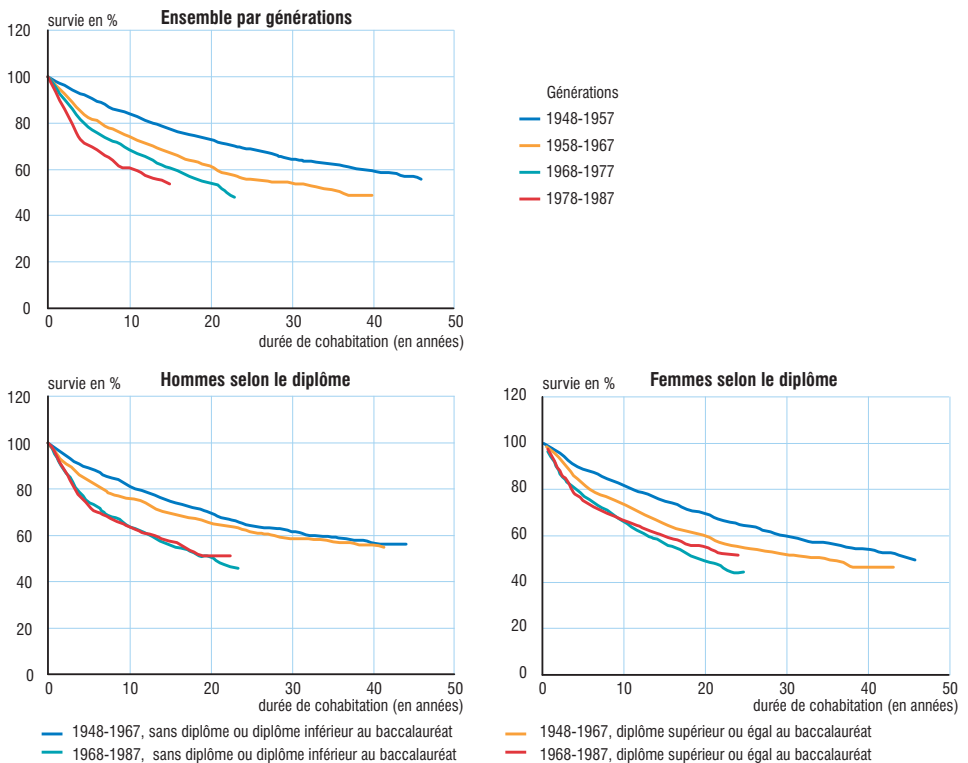 survie en %
Ensemble par générations
120
100
80
60
40
20
0
0 10 20 30 40 50
durée de cohabitation (en années)
Générations
1948-1957
1958-1967
1968-1977
1978-1987
survie en %
Hommes selon le diplôme
120
100
80
60
40
20
0
0 10 20 30 40 50
durée de cohabitation (en années)
survie en %
Femmes selon le diplôme
120
100
80
60
40
20
0
0 10 20 30 40 50
durée de cohabitation (en années)
1948-1967, sans diplôme ou diplôme inférieur au baccalauréat
1968-1987, sans diplôme ou diplôme inférieur au baccalauréat
1948-1967, diplôme supérieur ou égal au baccalauréat
1968-1987, diplôme supérieur ou égal au baccalauréat